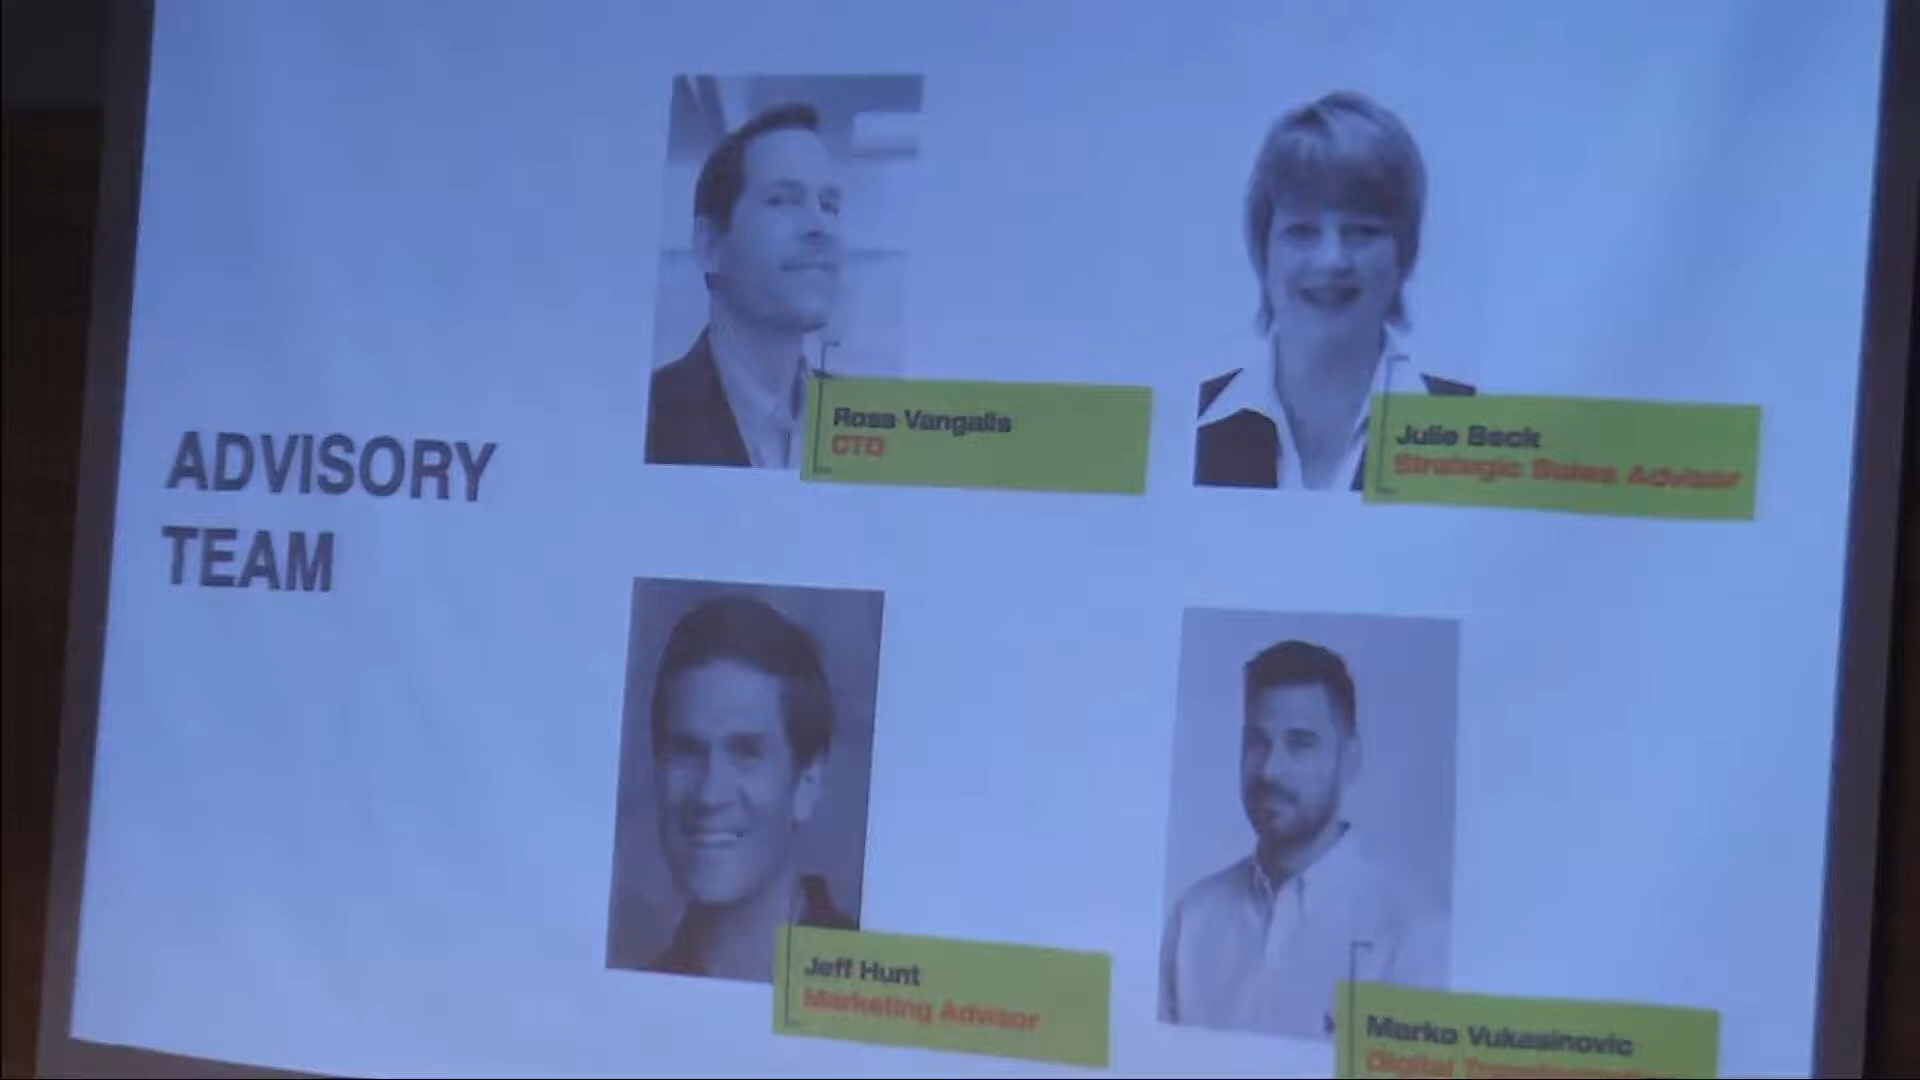 ADVISORY
TEAM
Ross Vangalis
CTO
Julie Beck
Strategic Sales Advisor
Jeff Hunt
Marketing Advisor
Marko Vukasinovic
Digital